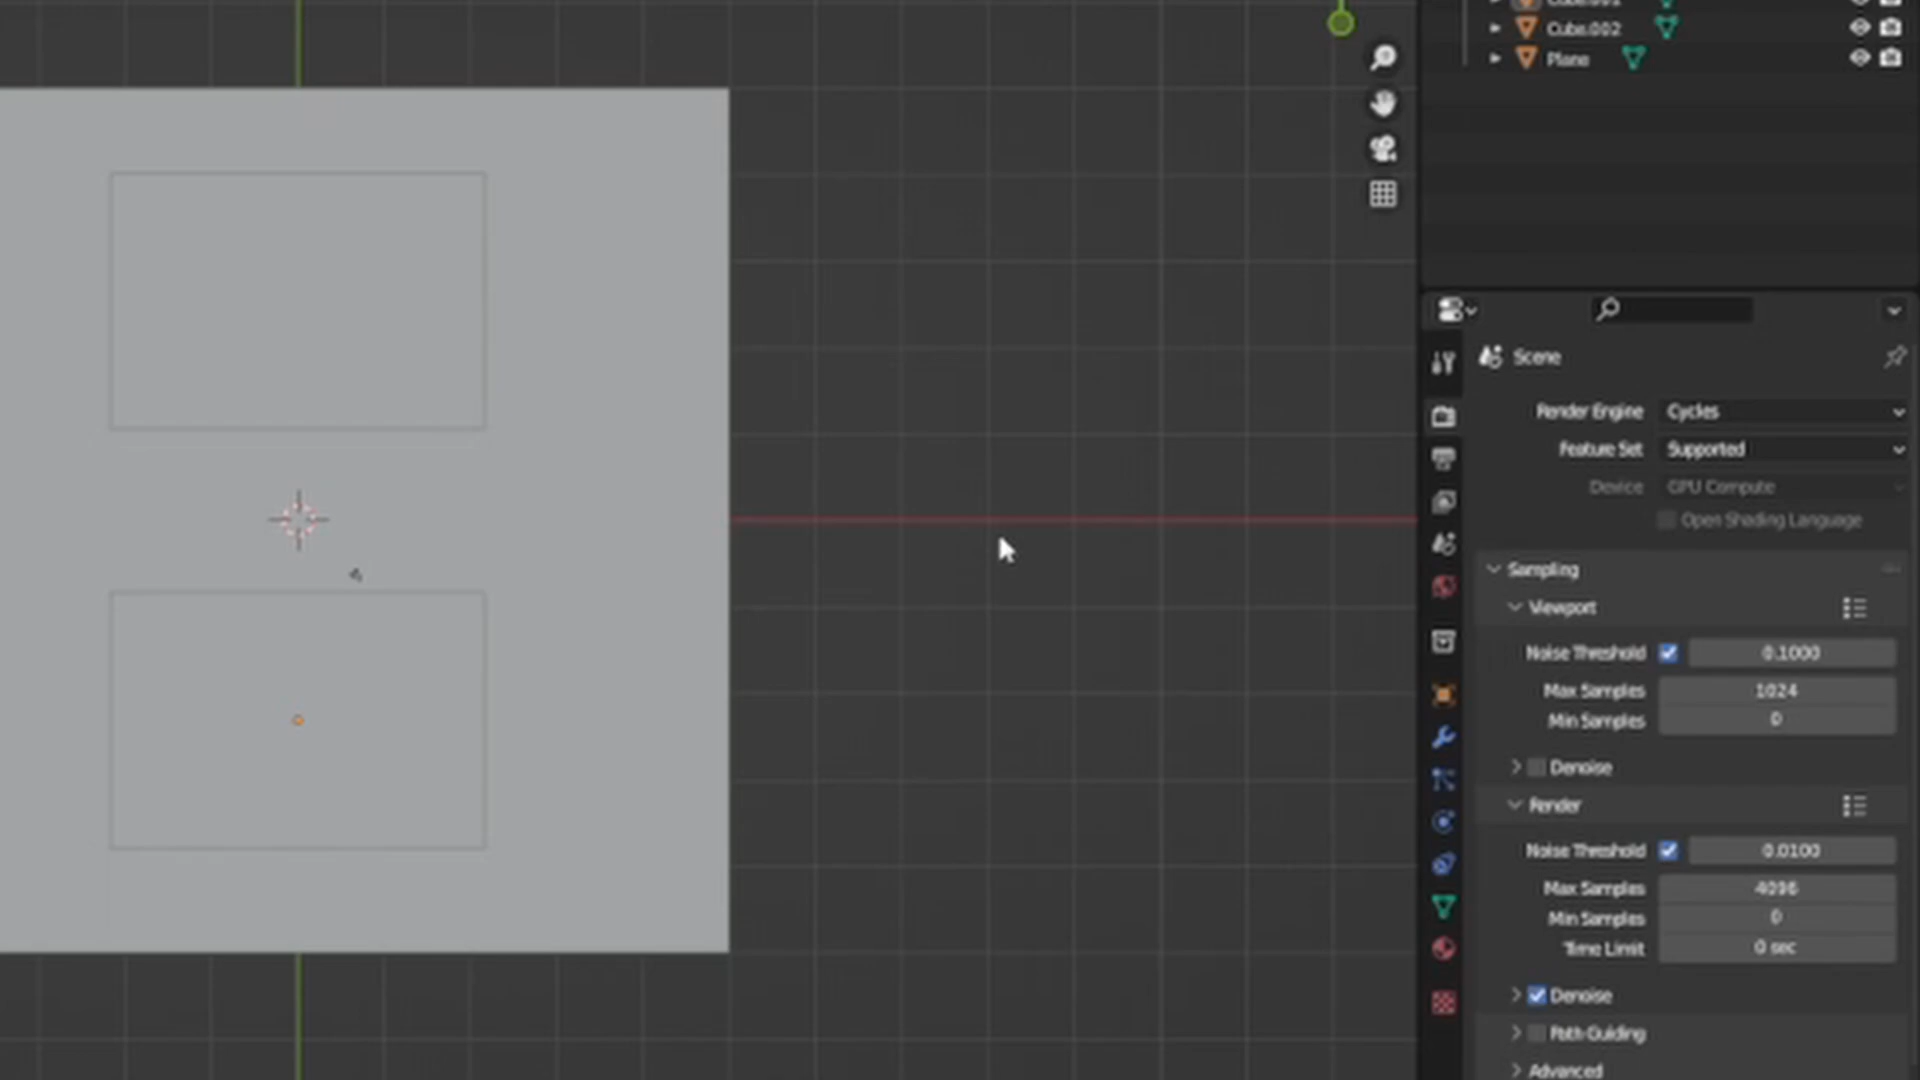 Cube.001
Cube.002
Plane
Scene
Render Engine Cycles
Feature Set Supported
Device GPU Compute
Open Shading Language
Sampling
Viewport
Noise Threshold 0.1000
Max Samples 1024
Min Samples 0
Denoise
Render
Noise Threshold 0.0100
Max Samples 4096
Min Samples 0
Time Limit 0 sec
Denoise
Path Guiding
Advanced